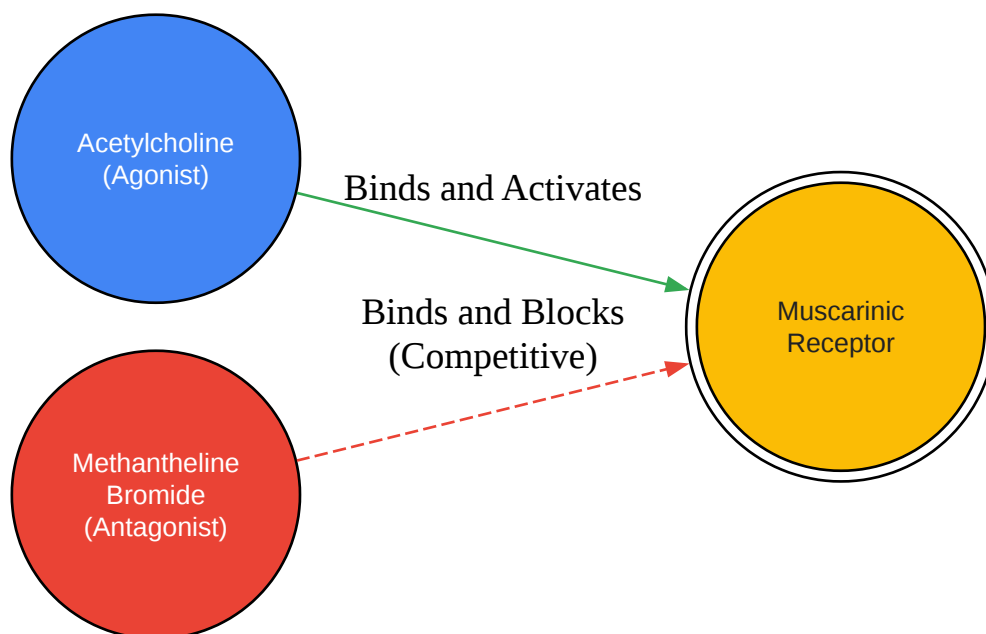 Acetylcholine
(Agonist)
Binds and Activates
Binds and Blocks
(Competitive)
Muscarinic
Receptor
Methantheline
Bromide
(Antagonist)